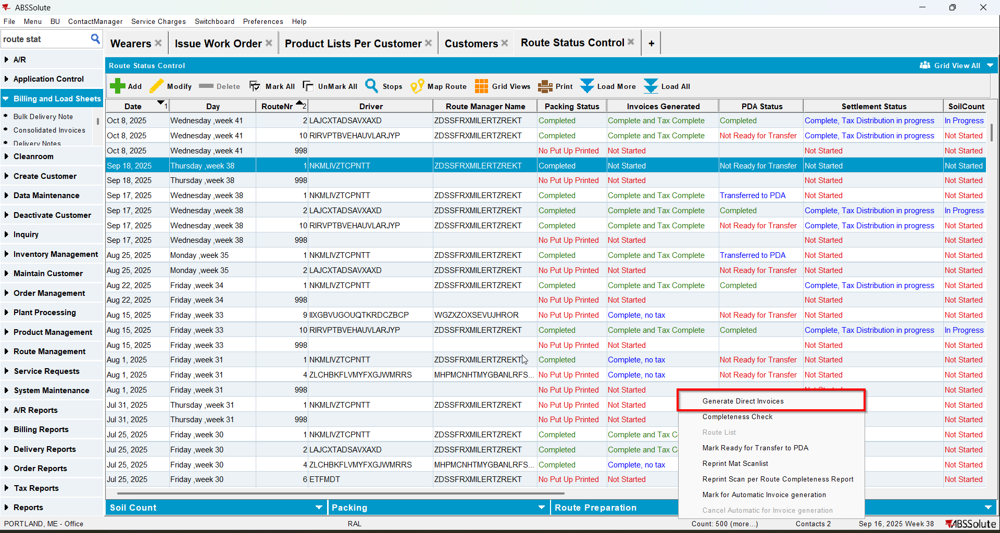 ABSSolute
File Menu BU ContactManager Service Charges Switchboard Preferences Help
route stat
Wearers Issue Work Order Product Lists Per Customer Customers Route Status Control +
A/R
Application Control
Billing and Load Sheets
Bulk Delivery Note
Consolidated Invoices
Delivery Notes
Cleanroom
Create Customer
Data Maintenance
Deactivate Customer
Inquiry
Inventory Management
Maintain Customer
Order Management
Plant Processing
Product Management
Route Management
Service Requests
System Maintenance
A/R Reports
Billing Reports
Delivery Reports
Order Reports
Tax Reports
Reports
Route Status Control Grid View All
Add Modify Delete Mark All UnMark All Stops Map Route Grid Views Print Load More Load All
Date 1 Day RouteNr 2 Driver Route Manager Name Packing Status Invoices Generated PDA Status Settlement Status SoilCount
Oct 8, 2025 Wednesday ,week 41 2 LAJCXTADSAVXAXD ZDSSFRXMILERTZREKT Completed Complete and Tax Complete Completed Complete, Tax Distribution in progress In Progress
Oct 8, 2025 Wednesday ,week 41 10 RIRVPTBVEHAUVLARJYP ZDSSFRXMILERTZREKT Completed Complete and Tax Complete Not Ready for Transfer Complete, Tax Distribution in progress Not Started
Oct 8, 2025 Wednesday ,week 41 998 No Put Up Printed Not Started Not Started Not Started
Sep 18, 2025 Thursday ,week 38 1 NKMLIVZTCPNTT ZDSSFRXMILERTZREKT Completed Not Started Not Ready for Transfer Not Started Not Started
Sep 18, 2025 Thursday ,week 38 998 No Put Up Printed Not Started Not Started Not Started
Sep 17, 2025 Wednesday ,week 38 1 NKMLIVZTCPNTT ZDSSFRXMILERTZREKT Completed Complete and Tax Complete Transferred to PDA Not Started Not Started
Sep 17, 2025 Wednesday ,week 38 2 LAJCXTADSAVXAXD ZDSSFRXMILERTZREKT Completed Complete and Tax Complete Completed Complete, Tax Distribution in progress In Progress
Sep 17, 2025 Wednesday ,week 38 10 RIRVPTBVEHAUVLARJYP ZDSSFRXMILERTZREKT Completed Complete and Tax Complete Not Ready for Transfer Complete, Tax Distribution in progress Not Started
Sep 17, 2025 Wednesday ,week 38 998 No Put Up Printed Not Started Not Started Not Started
Aug 25, 2025 Monday ,week 35 1 NKMLIVZTCPNTT ZDSSFRXMILERTZREKT Completed Complete and Tax Complete Transferred to PDA Not Started Not Started
Aug 25, 2025 Monday ,week 35 2 LAJCXTADSAVXAXD ZDSSFRXMILERTZREKT No Put Up Printed Not Started Not Ready for Transfer Not Started Not Started
Aug 22, 2025 Friday ,week 34 1 NKMLIVZTCPNTT ZDSSFRXMILERTZREKT Completed Complete and Tax Complete Completed Complete, Tax Distribution in progress Not Started
Aug 22, 2025 Friday ,week 34 998 No Put Up Printed Not Started Not Started Not Started
Aug 15, 2025 Friday ,week 33 9 IIXGBVUGOUQTKRDCZBCP WGZXZOXSEVUJHROR No Put Up Printed Complete, no tax Not Ready for Transfer Not Started Not Started
Aug 15, 2025 Friday ,week 33 10 RIRVPTBVEHAUVLARJYP ZDSSFRXMILERTZREKT Completed Complete and Tax Complete Completed Complete, Tax Distribution in progress In Progress
Aug 15, 2025 Friday ,week 33 998 No Put Up Printed Not Started Not Started Not Started
Aug 1, 2025 Friday ,week 31 1 NKMLIVZTCPNTT ZDSSFRXMILERTZREKT Completed Complete, no tax Not Ready for Transfer Not Started Not Started
Aug 1, 2025 Friday ,week 31 4 ZLCHBKFLVMYFXGJWMRRS MHPMCNHTMYGBANLRFS... No Put Up Printed Complete, no tax Not Ready for Transfer Not Started Not Started
Aug 1, 2025 Friday ,week 31 998 No Put Up Printed Not Started Not Started
Jul 31, 2025 Thursday ,week 31 1 NKMLIVZTCPNTT ZDSSFRXMILERTZREKT No Put Up Printed Not Started Not Started
Jul 31, 2025 Thursday ,week 31 998 No Put Up Printed Not Started Not Started
Jul 25, 2025 Friday ,week 30 1 NKMLIVZTCPNTT ZDSSFRXMILERTZREKT Completed Complete and Tax C Not Started
Jul 25, 2025 Friday ,week 30 2 LAJCXTADSAVXAXD ZDSSFRXMILERTZREKT Completed Complete and Tax C Not Started
Jul 25, 2025 Friday ,week 30 4 ZLCHBKFLVMYFXGJWMRRS MHPMCNHTMYGBANLRFS... Completed Complete, no tax Not Started
Jul 25, 2025 Friday ,week 30 6 ETFMDT ZDSSFRXMILERTZREKT No Put Up Printed Not Started Not Started
Generate Direct Invoices
Completeness Check
Route List
Mark Ready for Transfer to PDA
Reprint Mat Scanlist
Reprint Scan per Route Completeness Report
Mark for Automatic Invoice generation
Cancel Automatic for Invoice generation
Soil Count Packing Route Preparation
PORTLAND, ME - Office RAL Count: 500 (more...) Contacts 2 Sep 16, 2025 Week 38 ABSSolute